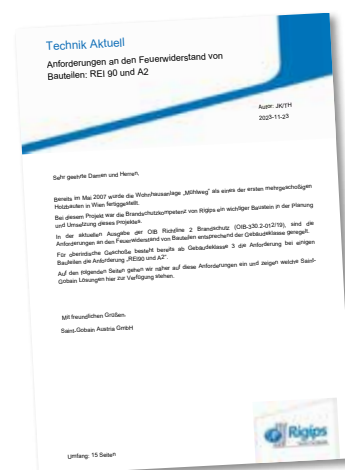 Technik Aktuell
Anforderungen an den Feuerwiderstand von
Bauteilen: REI 90 und A2
Autor: JK/TH
2023-11-23
Sehr geehrte Damen und Herren,
Bereits im Mai 2007 wurde die Wohnhausanlage „Mühlweg“ als eines der ersten mehrgeschoßigen
Holzbauten in Wien fertiggestellt.
Bei diesem Projekt war die Brandschutzkompetenz von Rigips ein wichtiger Baustein in der Planung
und Umsetzung dieses Projektes.
In der aktuellen Ausgabe der OIB Richtlinie 2 Brandschutz (OIB-330.2-012/19), sind die
Anforderungen an den Feuerwiderstand von Bauteilen entsprechend der Gebäudeklasse geregelt.
Für oberirdische Geschoße besteht bereits ab Gebäudeklasse 3 die Anforderung bei einigen
Bauteilen die Anforderung „REI90 und A2“.
Auf den folgenden Seiten gehen wir näher auf diese Anforderungen ein und zeigen welche Saint-
Gobain Lösungen hier zur Verfügung stehen.
Mit freundlichen Grüßen,
Saint-Gobain Austria GmbH
Rigips
Umfang: 15 Seiten